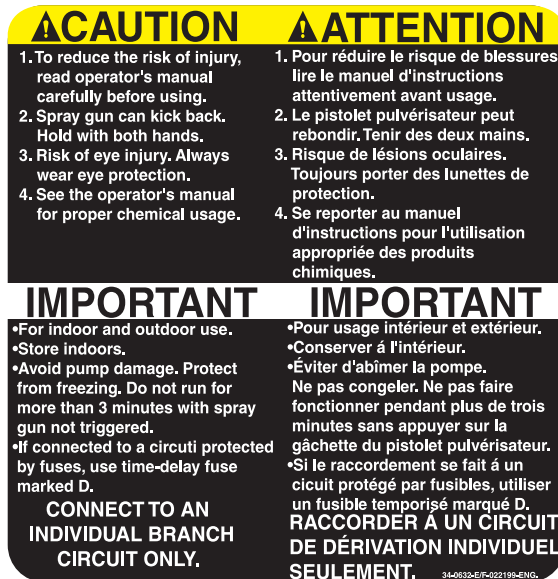 CAUTION
1. To reduce the risk of injury,
read operator's manual
carefully before using.
2. Spray gun can kick back.
Hold with both hands.
3. Risk of eye injury. Always
wear eye protection.
4. See the operator's manual
for proper chemical usage.
ATTENTION
1. Pour réduire le risque de blessures
lire le manuel d'instructions
attentivement avant usage.
2. Le pistolet pulvérisateur peut
rebondir. Tenir des deux mains.
3. Risque de lésions oculaires.
Toujours porter des lunettes de
protection.
4. Se reporter au manuel
d'instructions pour l'utilisation
appropriée des produits
chimiques.
IMPORTANT
•For indoor and outdoor use.
•Store indoors.
•Avoid pump damage. Protect
from freezing. Do not run for
more than 3 minutes with spray
gun not triggered.
•If connected to a circuti protected
by fuses, use time-delay fuse
marked D.
CONNECT TO AN
INDIVIDUAL BRANCH
CIRCUIT ONLY.
IMPORTANT
•Pour usage intérieur et extérieur.
•Conserver á l'intérieur.
•Éviter d'abîmer la pompe.
Ne pas congeler. Ne pas faire
fonctionner pendant plus de trois
minutes sans appuyer sur la
gâchette du pistolet pulvérisateur.
•Si le raccordement se fait á un
cicuit protégé par fusibles, utiliser
un fusible temporisé marqué D.
RACCORDER Á UN CIRCUIT
DE DÉRIVATION INDIVIDUEL
SEULEMENT.
34-0632-E/F-022199-ENG.